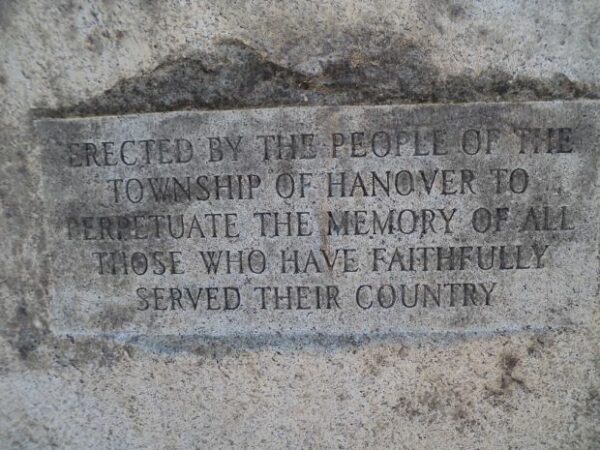 ERECTED BY THE PEOPLE OF THE
TOWNSHIP OF HANOVER TO
PERPETUATE THE MEMORY OF ALL
THOSE WHO HAVE FAITHFULLY
SERVED THEIR COUNTRY